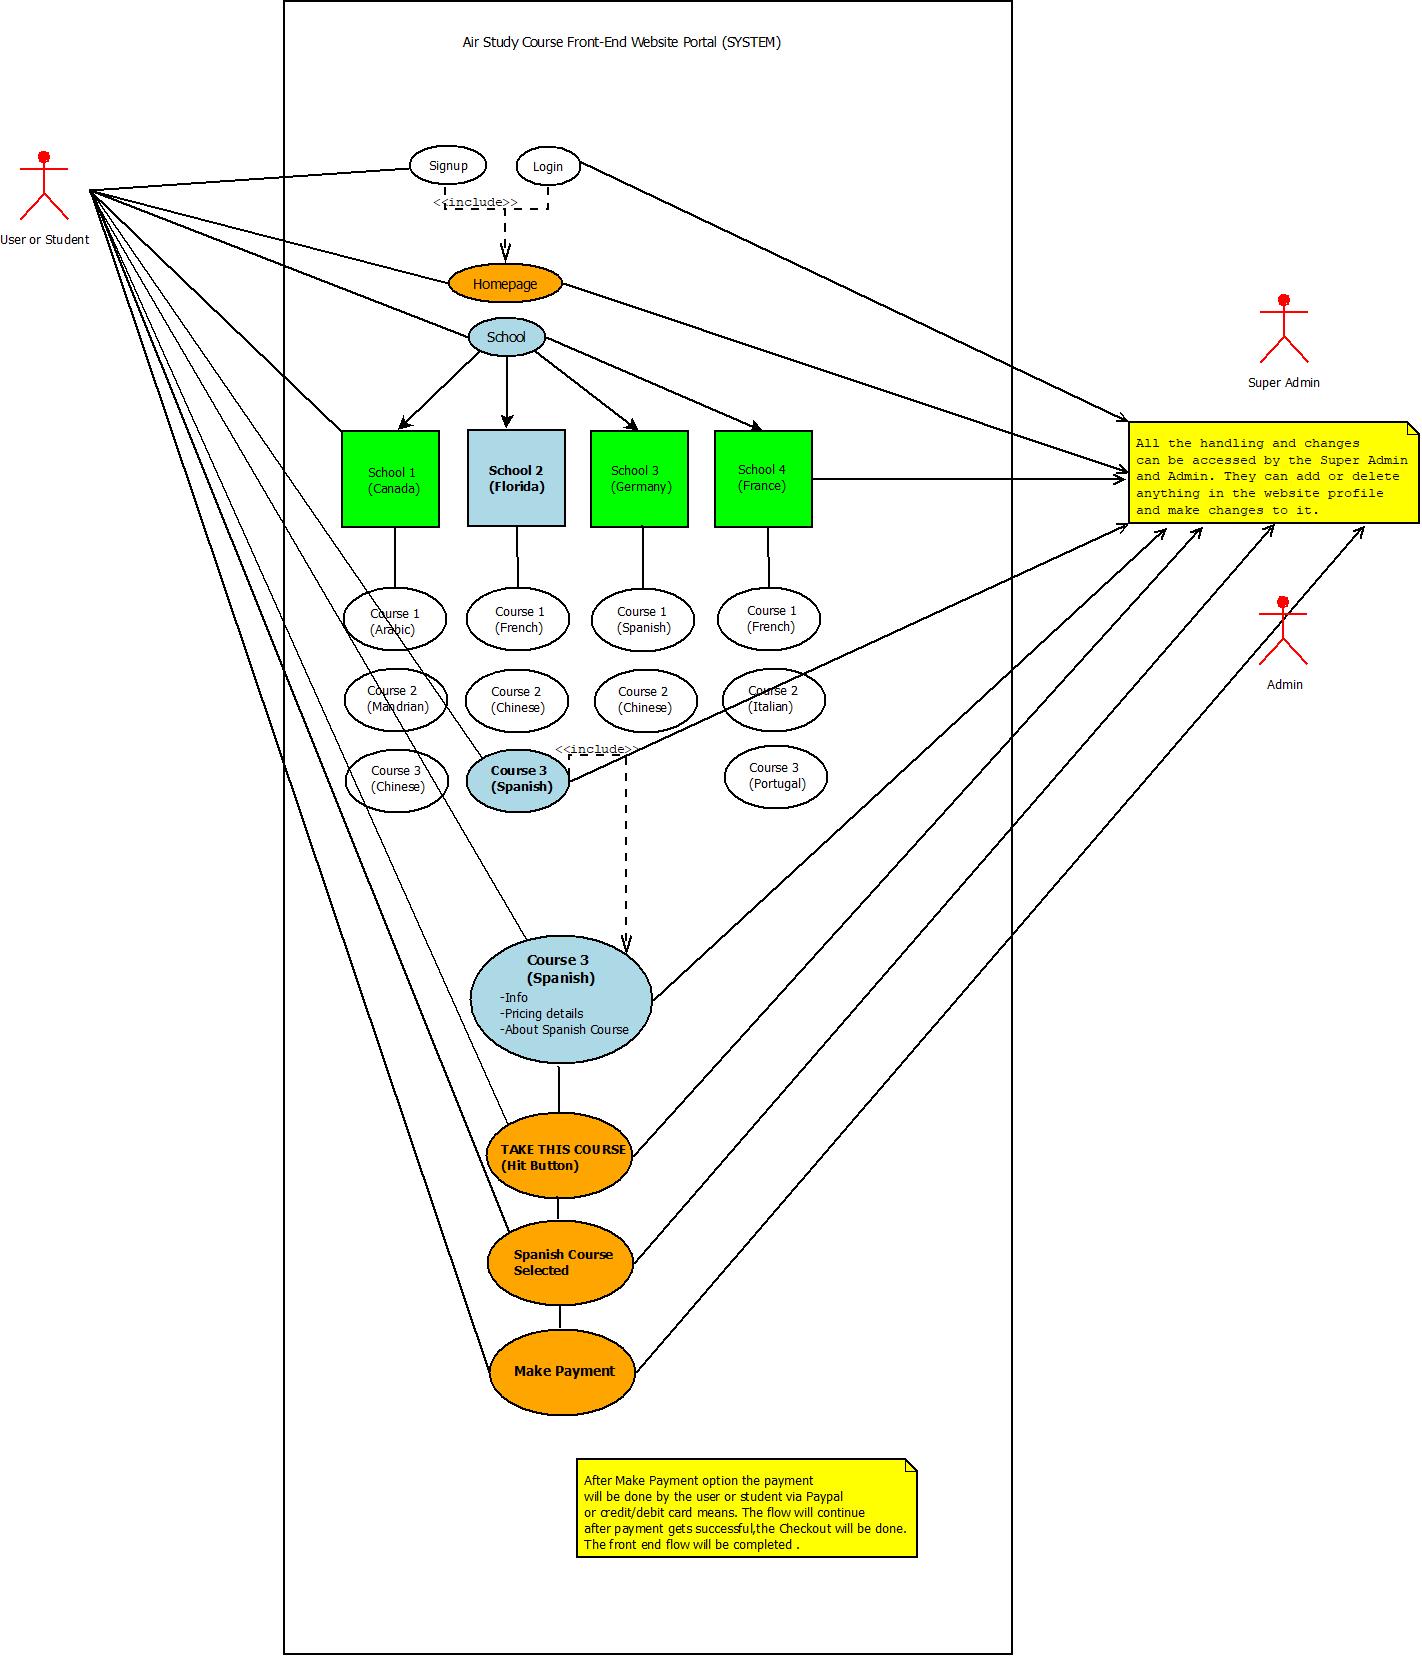 Air Study Course Front-End Website Portal (SYSTEM)
Signup
Login
<<include>>
User or Student
Homepage
School
Super Admin
School 1
(Canada)
School 2
(Florida)
School 3
(Germany)
School 4
(France)
All the handling and changes
can be accessed by the Super Admin
and Admin. They can add or delete
anything in the website profile
and make changes to it.
Course 1
(Arabic)
Course 1
(French)
Course 1
(Spanish)
Course 1
(French)
Admin
Course 2
(Mandrian)
Course 2
(Chinese)
Course 2
(Chinese)
Course 2
(Italian)
<<include>>
Course 3
(Chinese)
Course 3
(Spanish)
Course 3
(Portugal)
Course 3
(Spanish)
-Info
-Pricing details
-About Spanish Course
TAKE THIS COURSE
(Hit Button)
Spanish Course
Selected
Make Payment
After Make Payment option the payment
will be done by the user or student via Paypal
or credit/debit card means. The flow will continue
after payment gets successful,the Checkout will be done.
The front end flow will be completed .